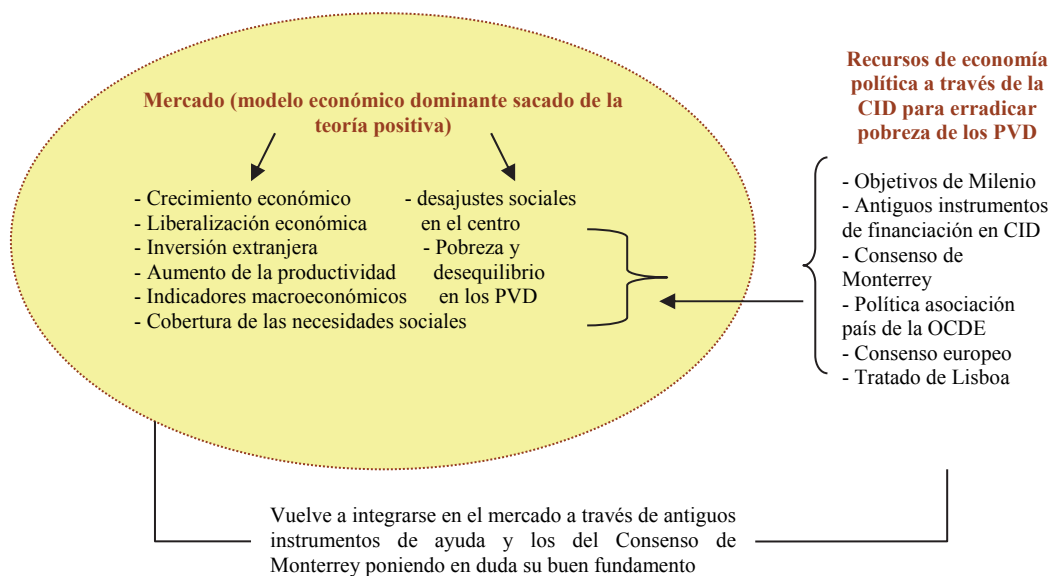 Mercado (modelo económico dominante sacado de la
teoría positiva)
- Crecimiento económico
- Liberalización económica
- Inversión extranjera
- Aumento de la productividad
- Indicadores macroeconómicos
- Cobertura de las necesidades sociales
- desajustes sociales
en el centro
- Pobreza y
desequilibrio
en los PVD
Recursos de economía
política a través de la
CID para erradicar
pobreza de los PVD
- Objetivos de Milenio
- Antiguos instrumentos
de financiación en CID
- Consenso de
Monterrey
- Política asociación
país de la OCDE
- Consenso europeo
- Tratado de Lisboa
Vuelve a integrarse en el mercado a través de antiguos
instrumentos de ayuda y los del Consenso de
Monterrey poniendo en duda su buen fundamento